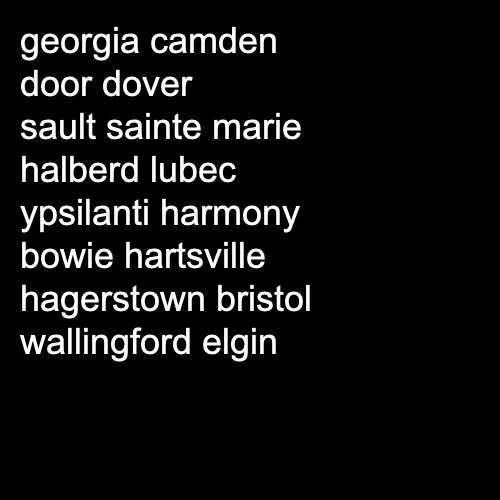 georgia camden
door dover
sault sainte marie
halberd lubec
ypsilanti harmony
bowie hartsville
hagerstown bristol
wallingford elgin